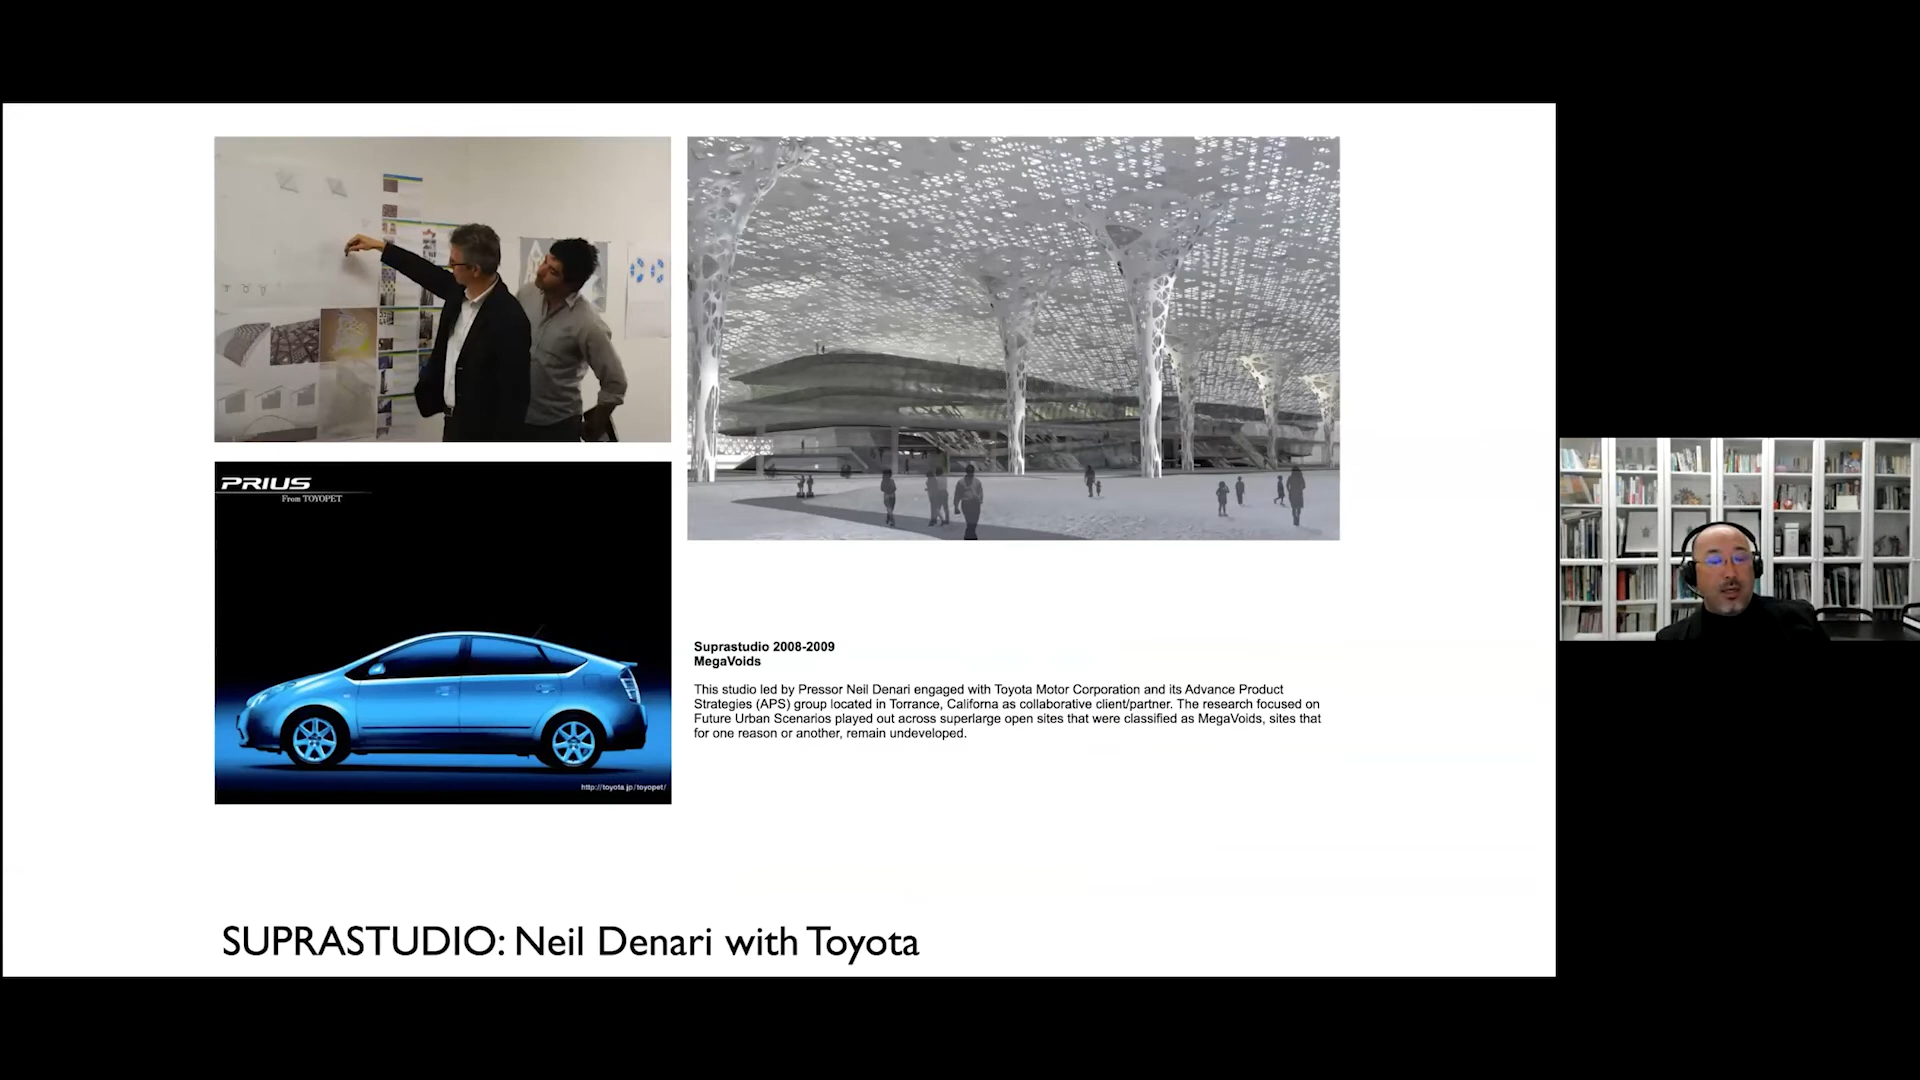 PRIUS
From TOYOPET
http://toyota.jp/toyopet/
Suprastudio 2008-2009
MegaVoids
This studio led by Pressor Neil Denari engaged with Toyota Motor Corporation and its Advance Product
Strategies (APS) group located in Torrance, Californa as collaborative client/partner. The research focused on
Future Urban Scenarios played out across superlarge open sites that were classified as MegaVoids, sites that
for one reason or another, remain undeveloped.
SUPRASTUDIO: Neil Denari with Toyota